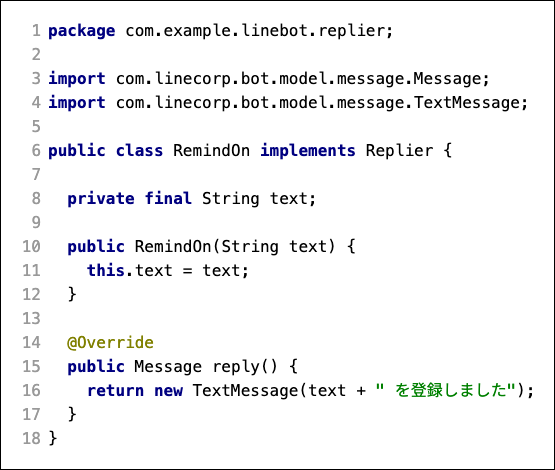 1 package com.example.linebot.replier;
2
3 import com.linecorp.bot.model.message.Message;
4 import com.linecorp.bot.model.message.TextMessage;
5
6 public class RemindOn implements Replier {
7
8   private final String text;
9
10   public RemindOn(String text) {
11     this.text = text;
12   }
13
14   @Override
15   public Message reply() {
16     return new TextMessage(text + " を登録しました");
17   }
18 }